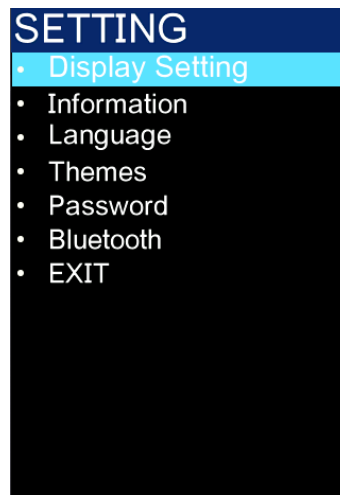 SETTING
• Display Setting
• Information
• Language
• Themes
• Password
• Bluetooth
• EXIT